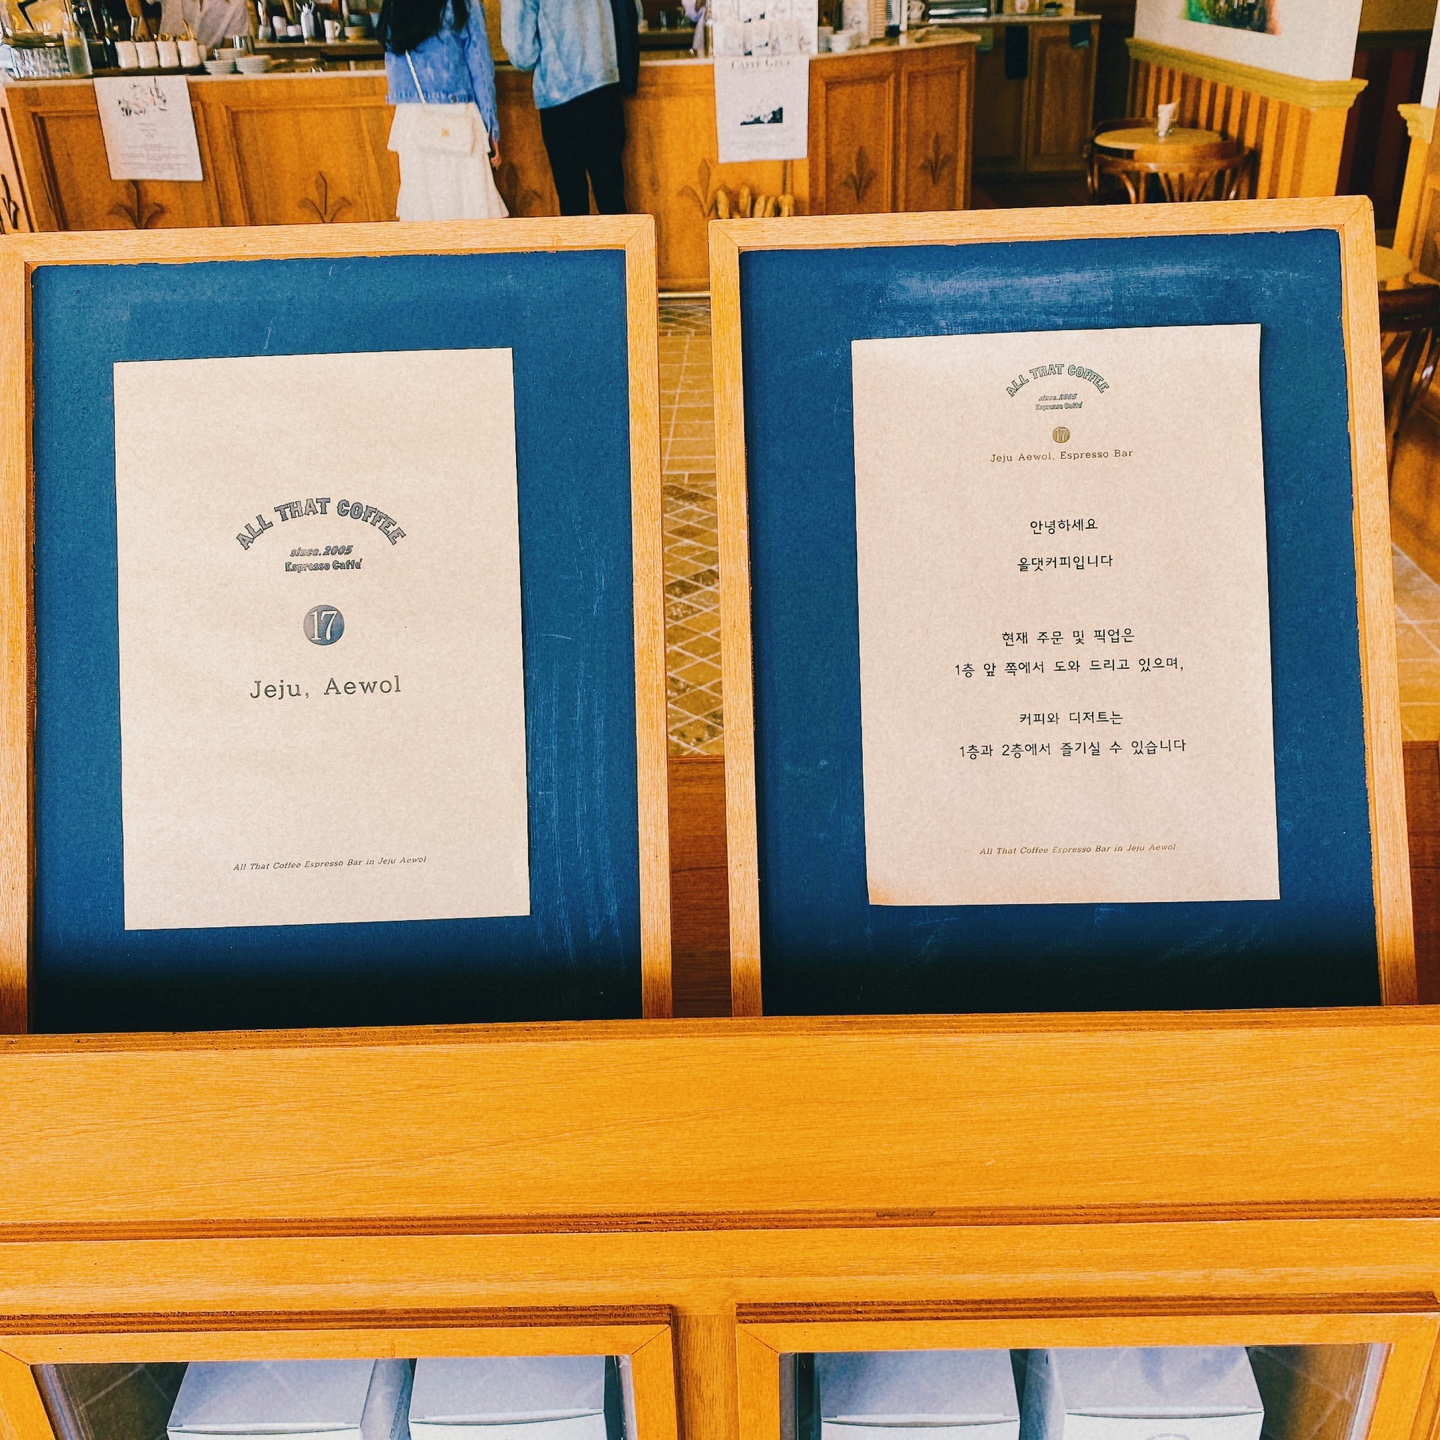 CAFFÈ GINA
ALL THAT COFFEE
since.2005
Espresso Caffé
17
Jeju, Aewol
All That Coffee Espresso Bar in Jeju Aewol
ALL THAT COFFEE
since.2005
Espresso Caffé
17
Jeju Aewol, Espresso Bar
안녕하세요
올댓커피입니다
현재 주문 및 픽업은
1층 앞 쪽에서 도와 드리고 있으며,
커피와 디저트는
1층과 2층에서 즐기실 수 있습니다
All That Coffee Espresso Bar in Jeju Aewol